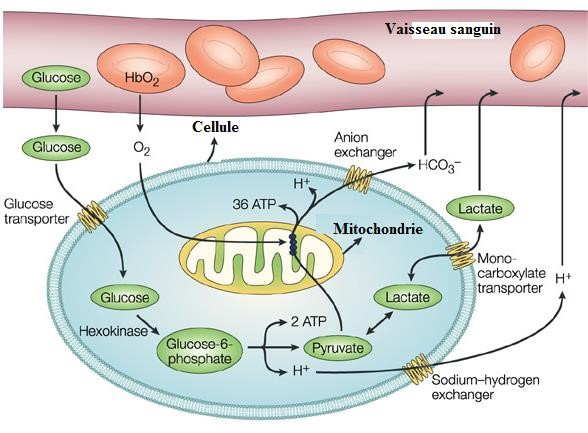 Vaisseau sanguin
Glucose
HbO2
Glucose
O2
Cellule
Anion
exchanger
HCO3−
Glucose
transporter
H+
36 ATP
Mitochondrie
Lactate
Mono-
carboxylate
transporter
H+
Glucose
Lactate
Hexokinase
Glucose-6-
phosphate
2 ATP
Pyruvate
H+
Sodium–hydrogen
exchanger